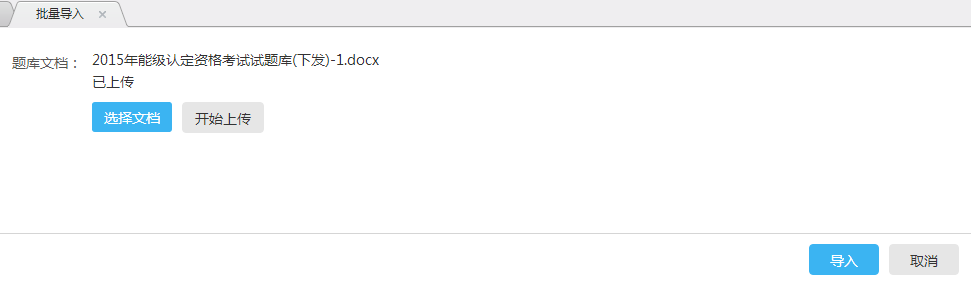 批量导入 ×
题库文档：
2015年能级认定资格考试试题库(下发)-1.docx
已上传
选择文档 开始上传
导入 取消